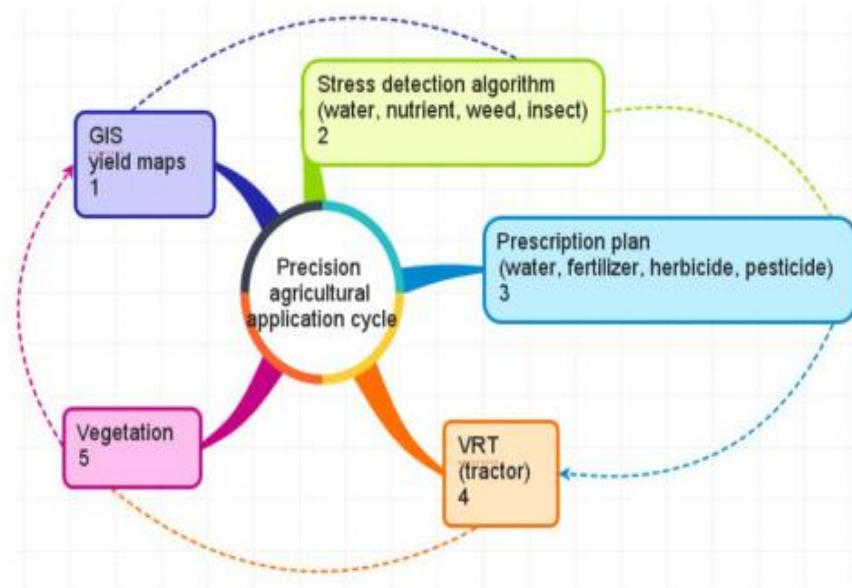 GIS
yield maps
1
Stress detection algorithm
(water, nutrient, weed, insect)
2
Prescription plan
(water, fertilizer, herbicide, pesticide)
3
Precision
agricultural
application cycle
Vegetation
5
VRT
(tractor)
4